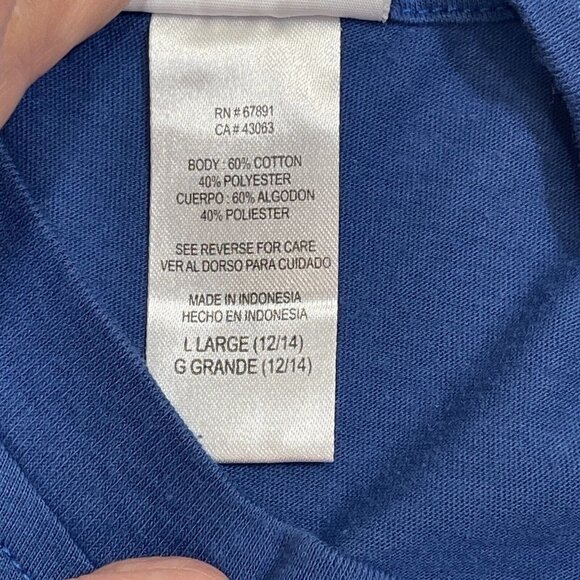 RN # 67891
CA # 43063
BODY : 60% COTTON
40% POLYESTER
CUERPO : 60% ALGODON
40% POLIESTER
SEE REVERSE FOR CARE
VER AL DORSO PARA CUIDADO
MADE IN INDONESIA
HECHO EN INDONESIA
L LARGE (12/14)
G GRANDE (12/14)